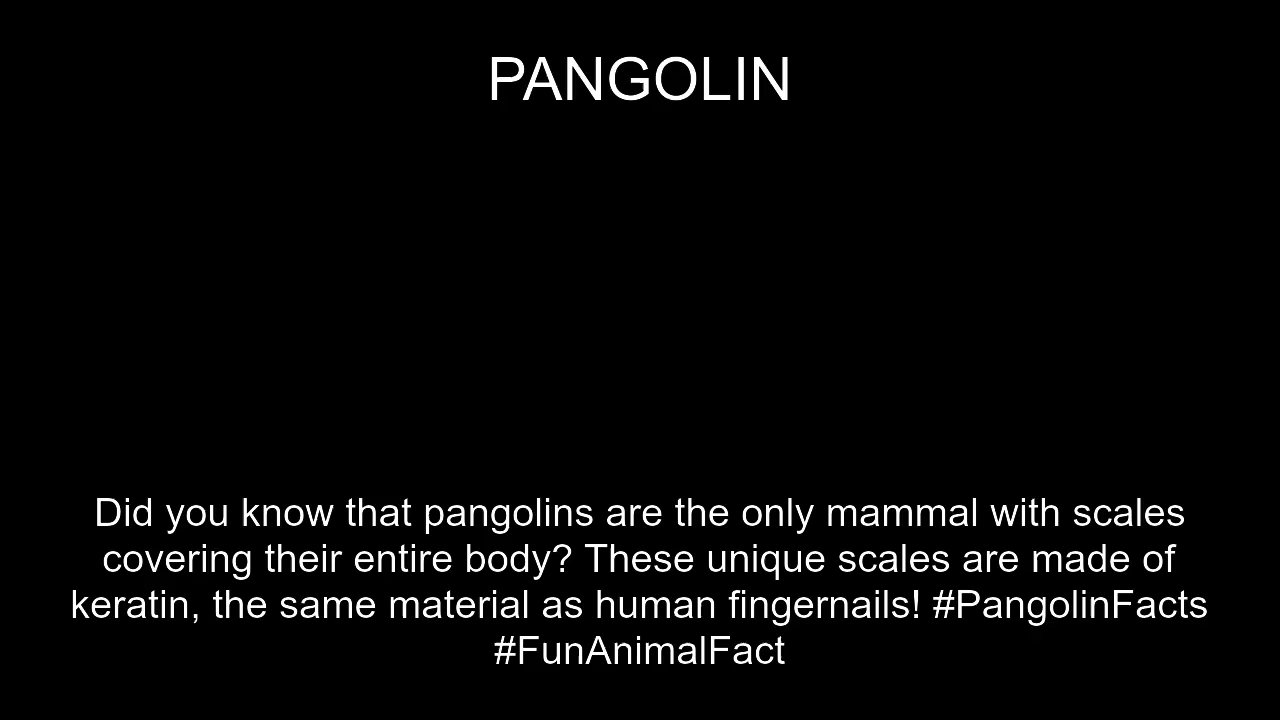 PANGOLIN
Did you know that pangolins are the only mammal with scales
covering their entire body? These unique scales are made of
keratin, the same material as human fingernails! #PangolinFacts
#FunAnimalFact